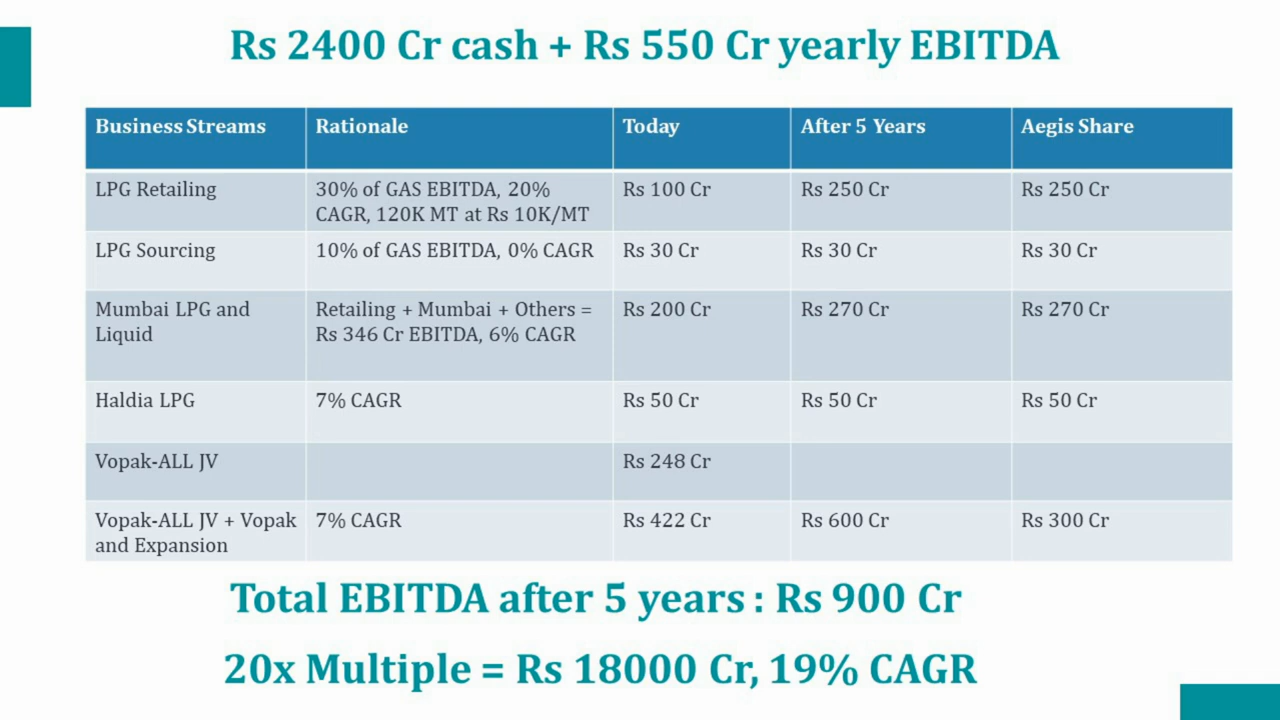 Rs 2400 Cr cash + Rs 550 Cr yearly EBITDA
Business Streams Rationale Today After 5 Years Aegis Share
LPG Retailing 30% of GAS EBITDA, 20% Rs 100 Cr Rs 250 Cr Rs 250 Cr
CAGR, 120K MT at Rs 10K/MT
LPG Sourcing 10% of GAS EBITDA, 0% CAGR Rs 30 Cr Rs 30 Cr Rs 30 Cr
Mumbai LPG and Retailing + Mumbai + Others = Rs 200 Cr Rs 270 Cr Rs 270 Cr
Liquid Rs 346 Cr EBITDA, 6% CAGR
Haldia LPG 7% CAGR Rs 50 Cr Rs 50 Cr Rs 50 Cr
Vopak-ALL JV Rs 248 Cr
Vopak-ALL JV + Vopak 7% CAGR Rs 422 Cr Rs 600 Cr Rs 300 Cr
and Expansion
Total EBITDA after 5 years : Rs 900 Cr
20x Multiple = Rs 18000 Cr, 19% CAGR